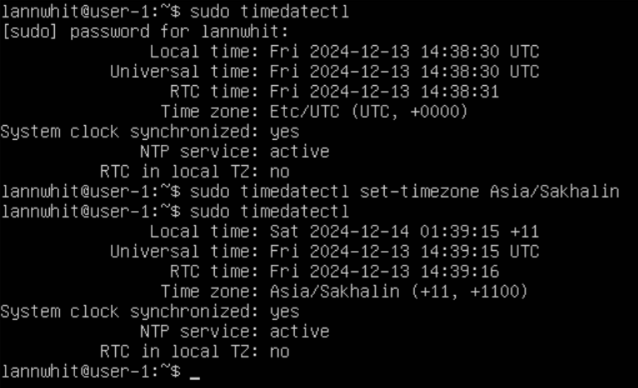 lannwhit@user-1:~$ sudo timedatectl
[sudo] password for lannwhit:
Local time: Fri 2024-12-13 14:38:30 UTC
Universal time: Fri 2024-12-13 14:38:30 UTC
RTC time: Fri 2024-12-13 14:38:31
Time zone: Etc/UTC (UTC, +0000)
System clock synchronized: yes
NTP service: active
RTC in local TZ: no
lannwhit@user-1:~$ sudo timedatectl set-timezone Asia/Sakhalin
lannwhit@user-1:~$ sudo timedatectl
Local time: Sat 2024-12-14 01:39:15 +11
Universal time: Fri 2024-12-13 14:39:15 UTC
RTC time: Fri 2024-12-13 14:39:16
Time zone: Asia/Sakhalin (+11, +1100)
System clock synchronized: yes
NTP service: active
RTC in local TZ: no
lannwhit@user-1:~$ _